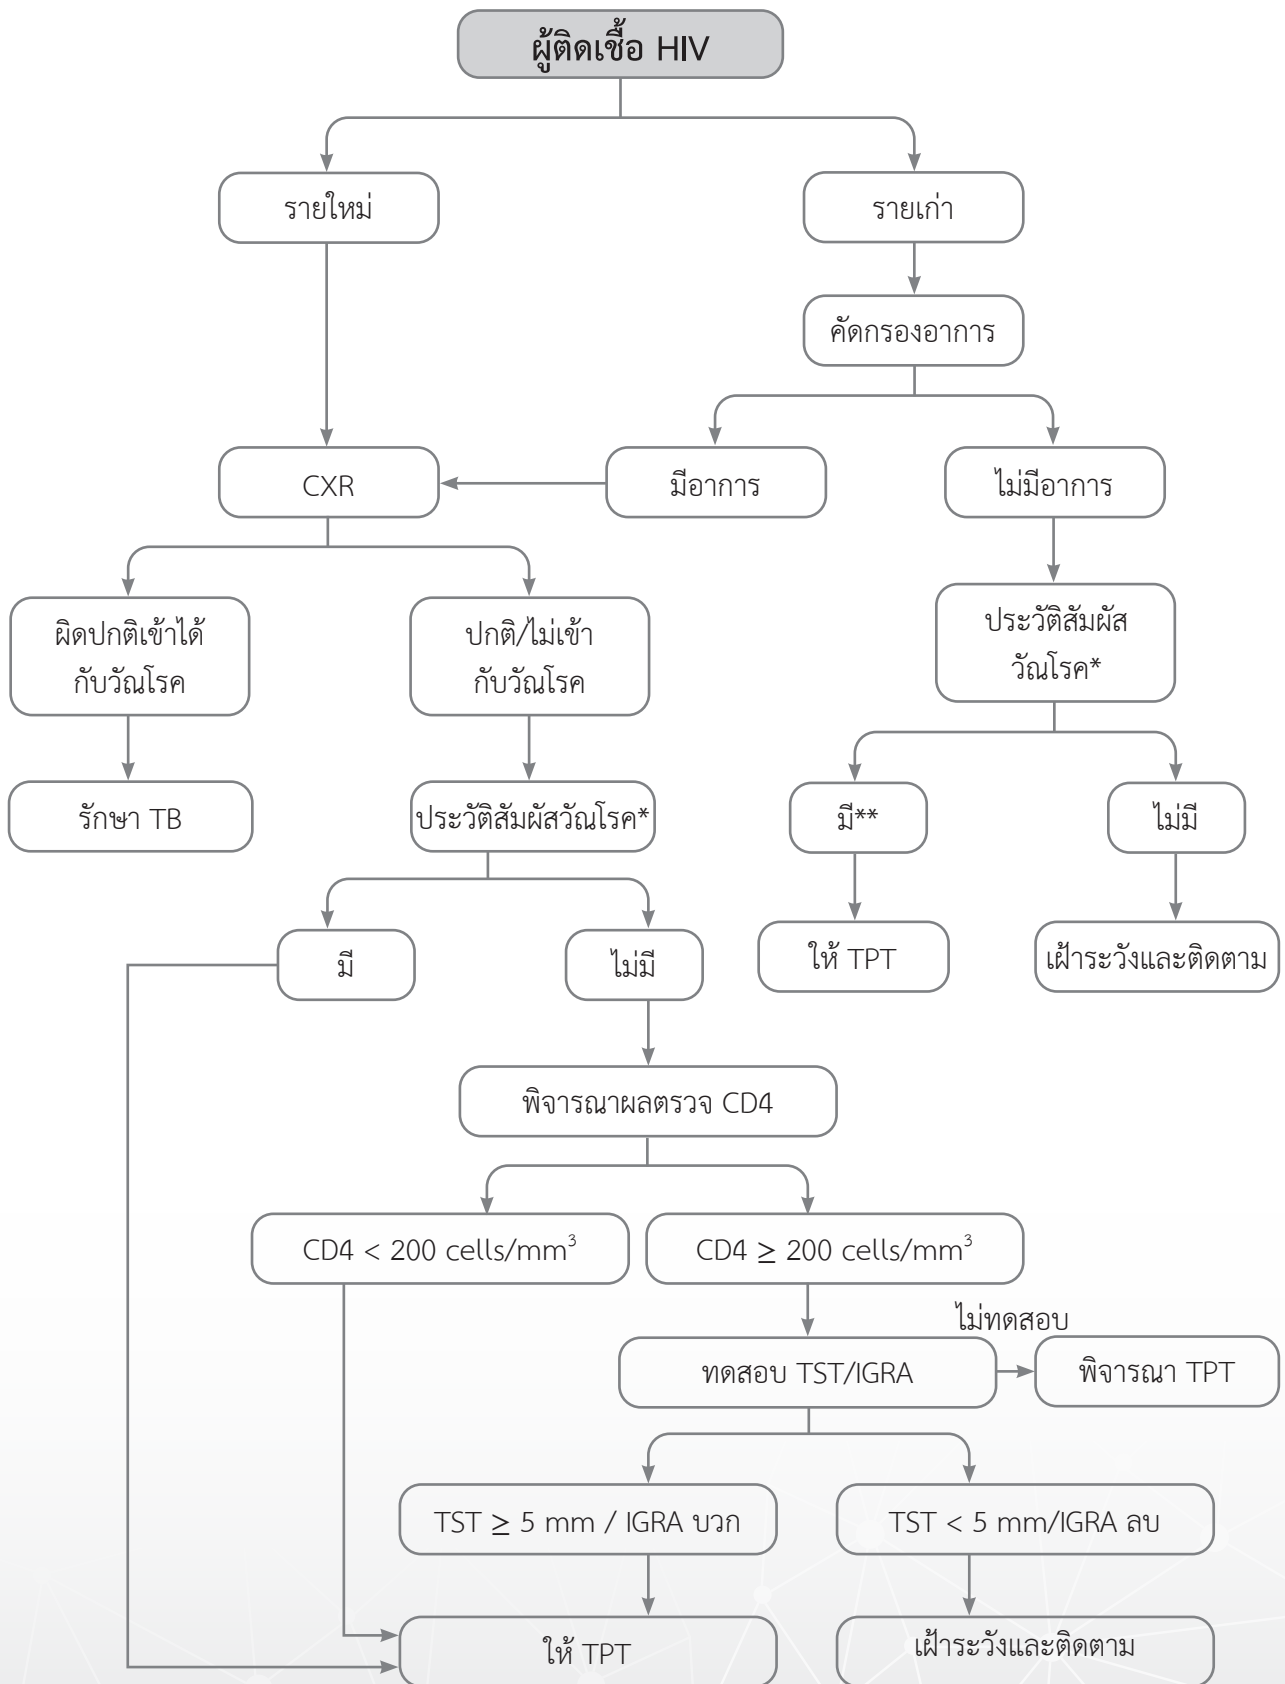 ผู้ติดเชื้อ HIV
รายใหม่
รายเก่า
คัดกรองอาการ
CXR
มีอาการ
ไม่มีอาการ
ผิดปกติเข้าได้
กับวัณโรค
ปกติ/ไม่เข้า
กับวัณโรค
ประวัติสัมผัส
วัณโรค*
รักษา TB
ประวัติสัมผัสวัณโรค*
มี**
ไม่มี
มี
ไม่มี
ให้ TPT
เฝ้าระวังและติดตาม
พิจารณาผลตรวจ CD4
CD4 < 200 cells/mm³
CD4 ≥ 200 cells/mm³
ไม่ทดสอบ
ทดสอบ TST/IGRA
พิจารณา TPT
TST ≥ 5 mm / IGRA บวก
TST < 5 mm/IGRA ลบ
ให้ TPT
เฝ้าระวังและติดตาม